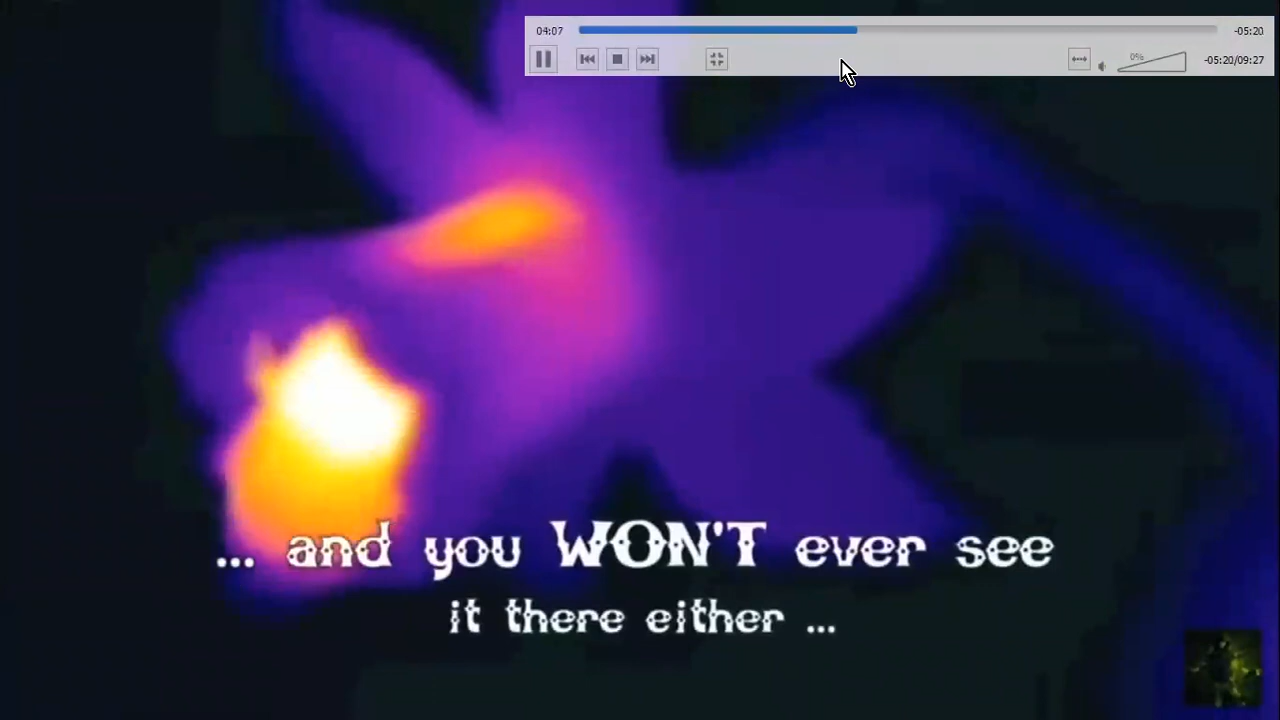 04:07
-05:20
0%
-05:20/09:27
... and you WON'T ever see
it there either ...